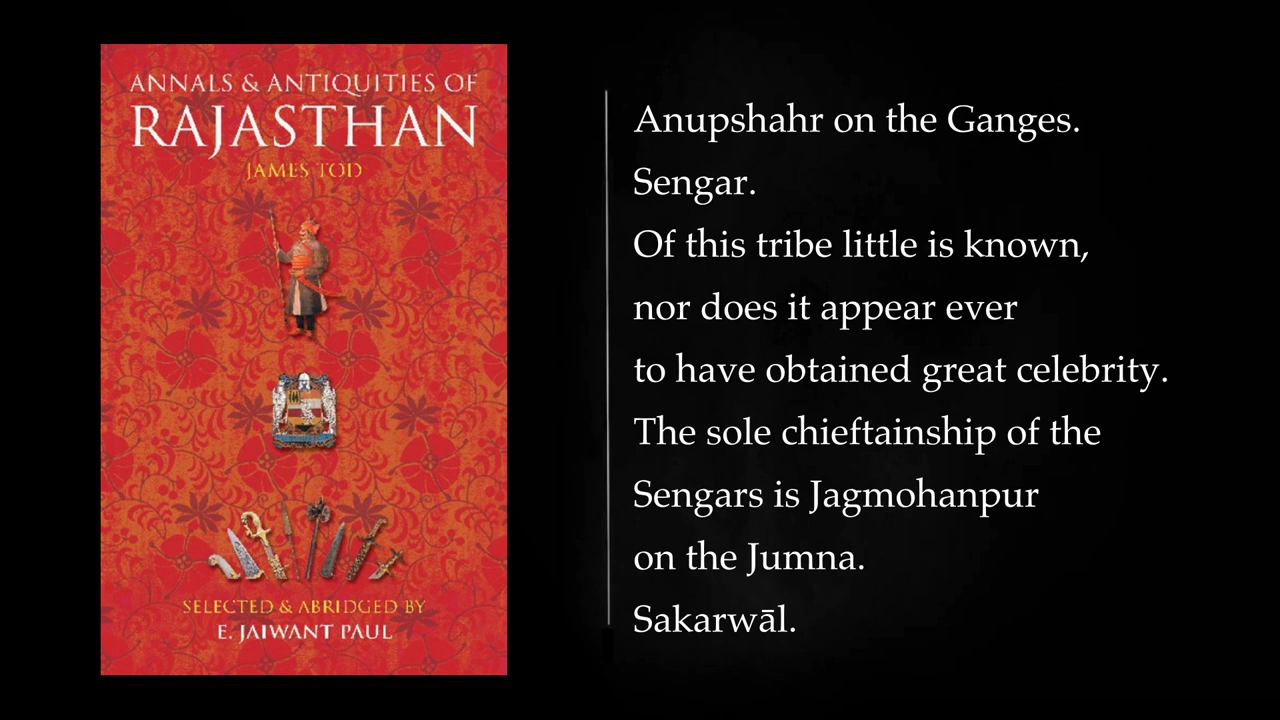 ANNALS & ANTIQUITIES OF
RAJASTHAN
JAMES TOD
SELECTED & ABRIDGED BY
E. JAIWANT PAUL
Anupshahr on the Ganges.
Sengar.
Of this tribe little is known,
nor does it appear ever
to have obtained great celebrity.
The sole chieftainship of the
Sengars is Jagmohanpur
on the Jumna.
Sakarwāl.